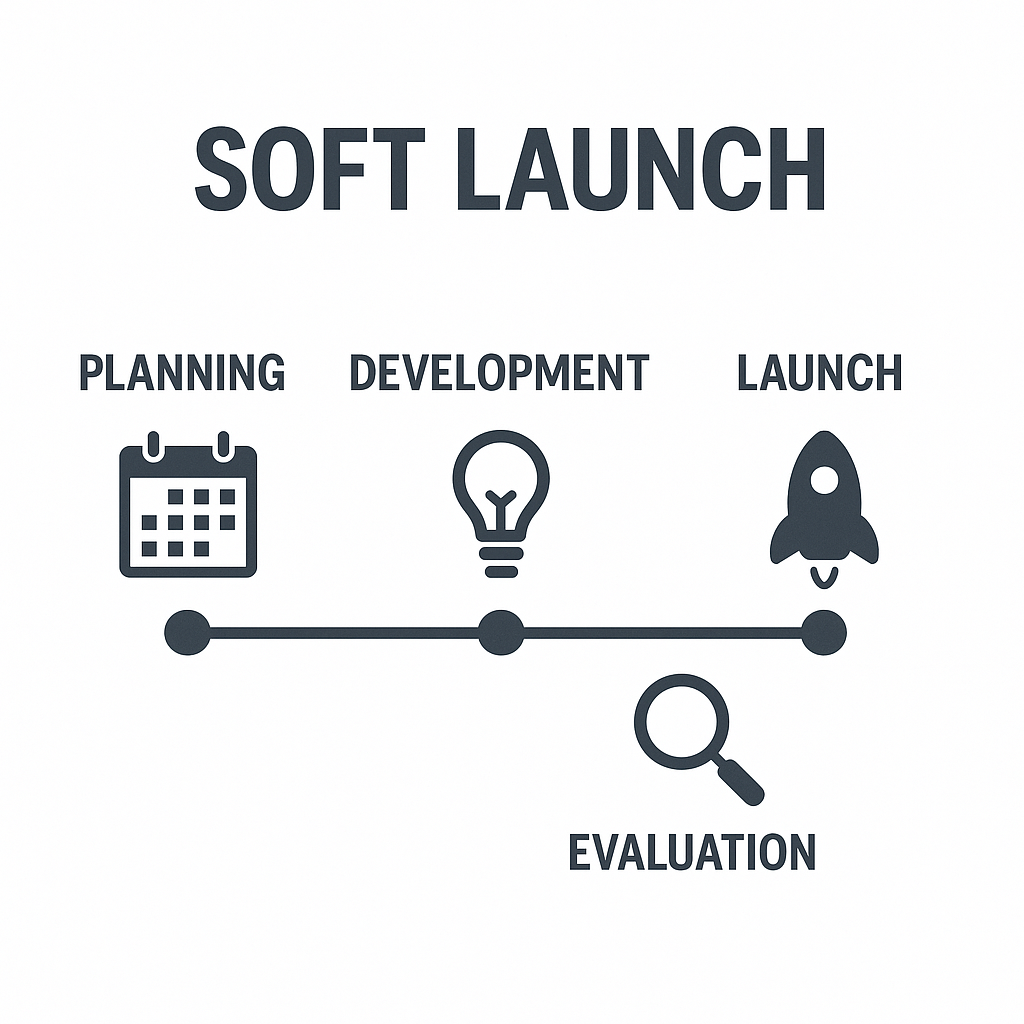 SOFT LAUNCH
PLANNING
DEVELOPMENT
LAUNCH
EVALUATION